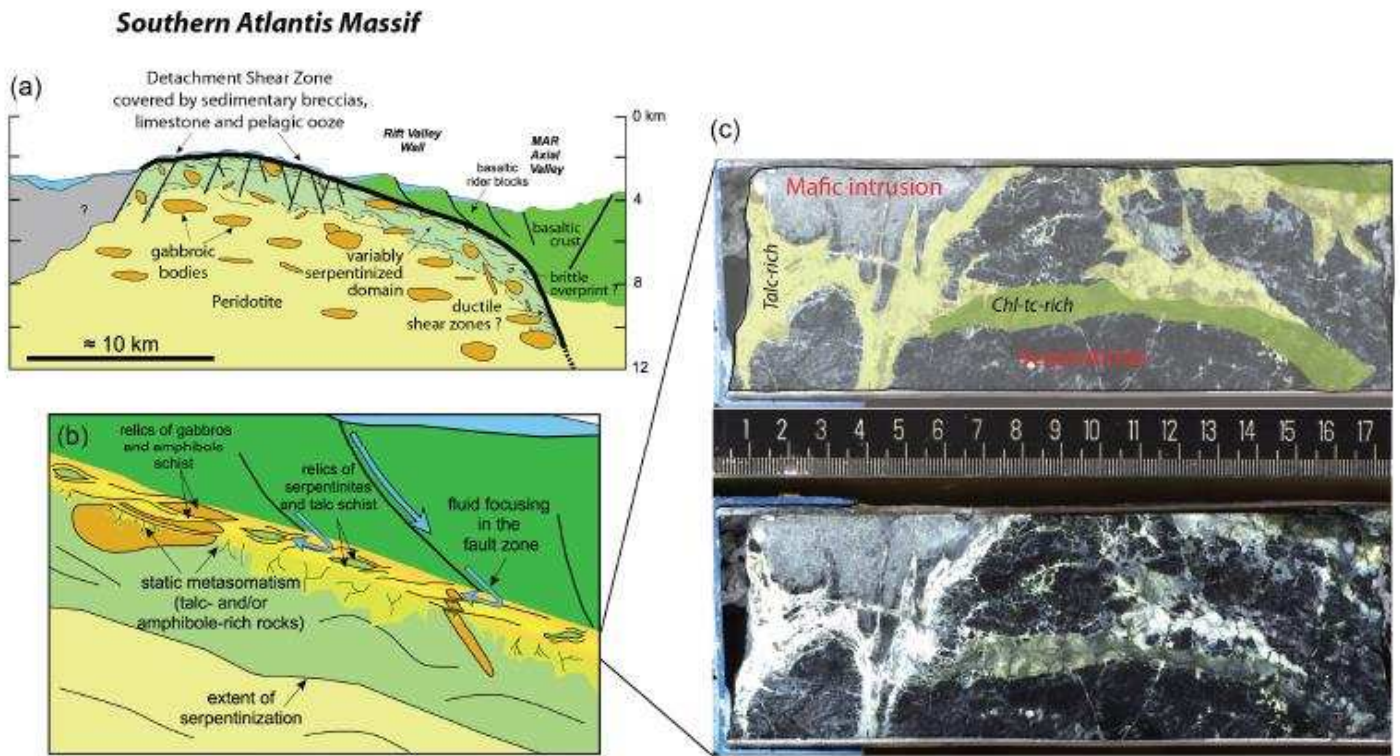 Southern Atlantis Massif
(a)
Detachment Shear Zone
covered by sedimentary breccias,
limestone and pelagic ooze
Rift Valley
Wall
MAR
Axial
Valley
basaltic
rider blocks
0 km
4
8
12
?
gabbroic
bodies
variably
serpentinized
domain
basaltic
crust
brittle
overprint ?
Peridotite
ductile
shear zones ?
≈ 10 km
(b)
relics of gabbros
and amphibole
schist
relics of
serpentinites
and talc schist
fluid focusing
in the
fault zone
static metasomatism
(talc- and/or
amphibole-rich rocks)
extent of
serpentinization
(c)
Mafic intrusion
Talc-rich
Chl-tc-rich
1 2 3 4 5 6 7 8 9 10 11 12 13 14 15 16 17